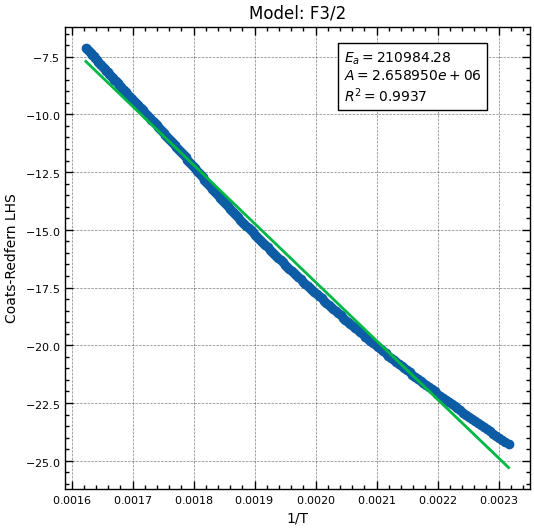 Model: F3/2
E_a = 210984.28
A = 2.658950e + 06
R^2 = 0.9937
Coats-Redfern LHS
−7.5
−10.0
−12.5
−15.0
−17.5
−20.0
−22.5
−25.0
0.0016 0.0017 0.0018 0.0019 0.0020 0.0021 0.0022 0.0023
1/T